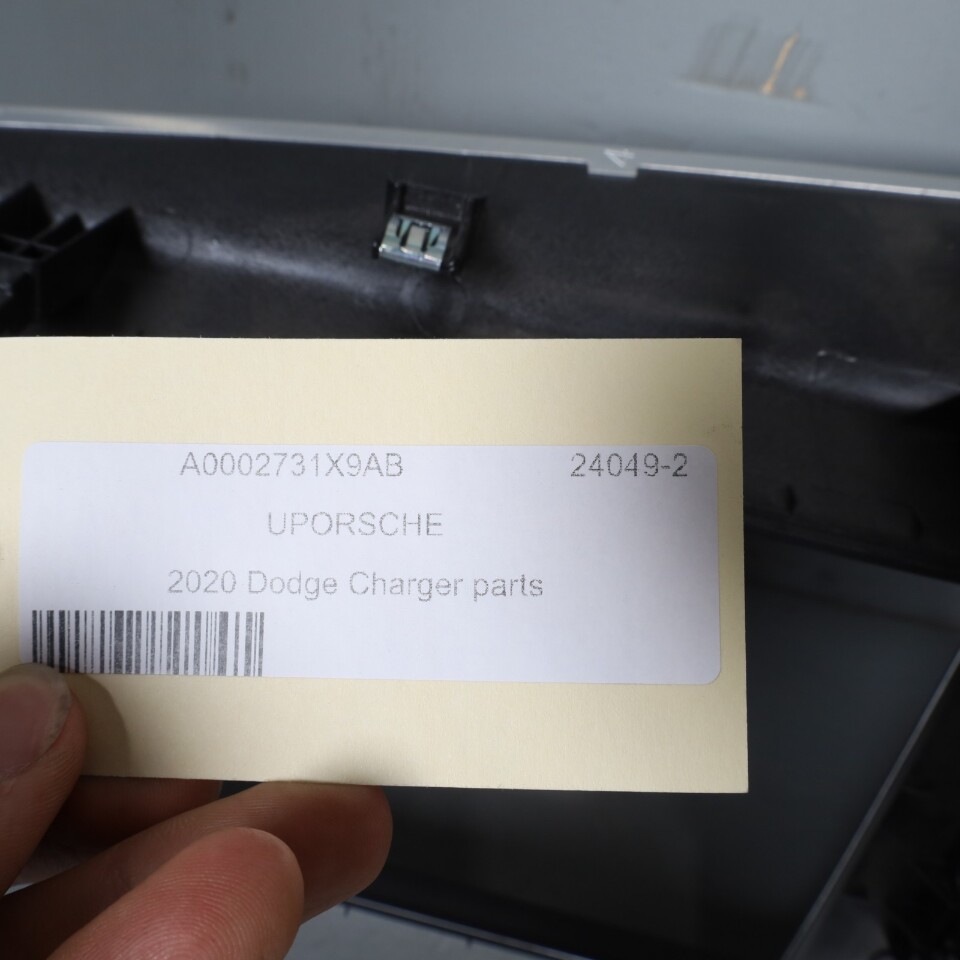 A0002731X9AB 24049-2
UPORSCHE
2020 Dodge Charger parts